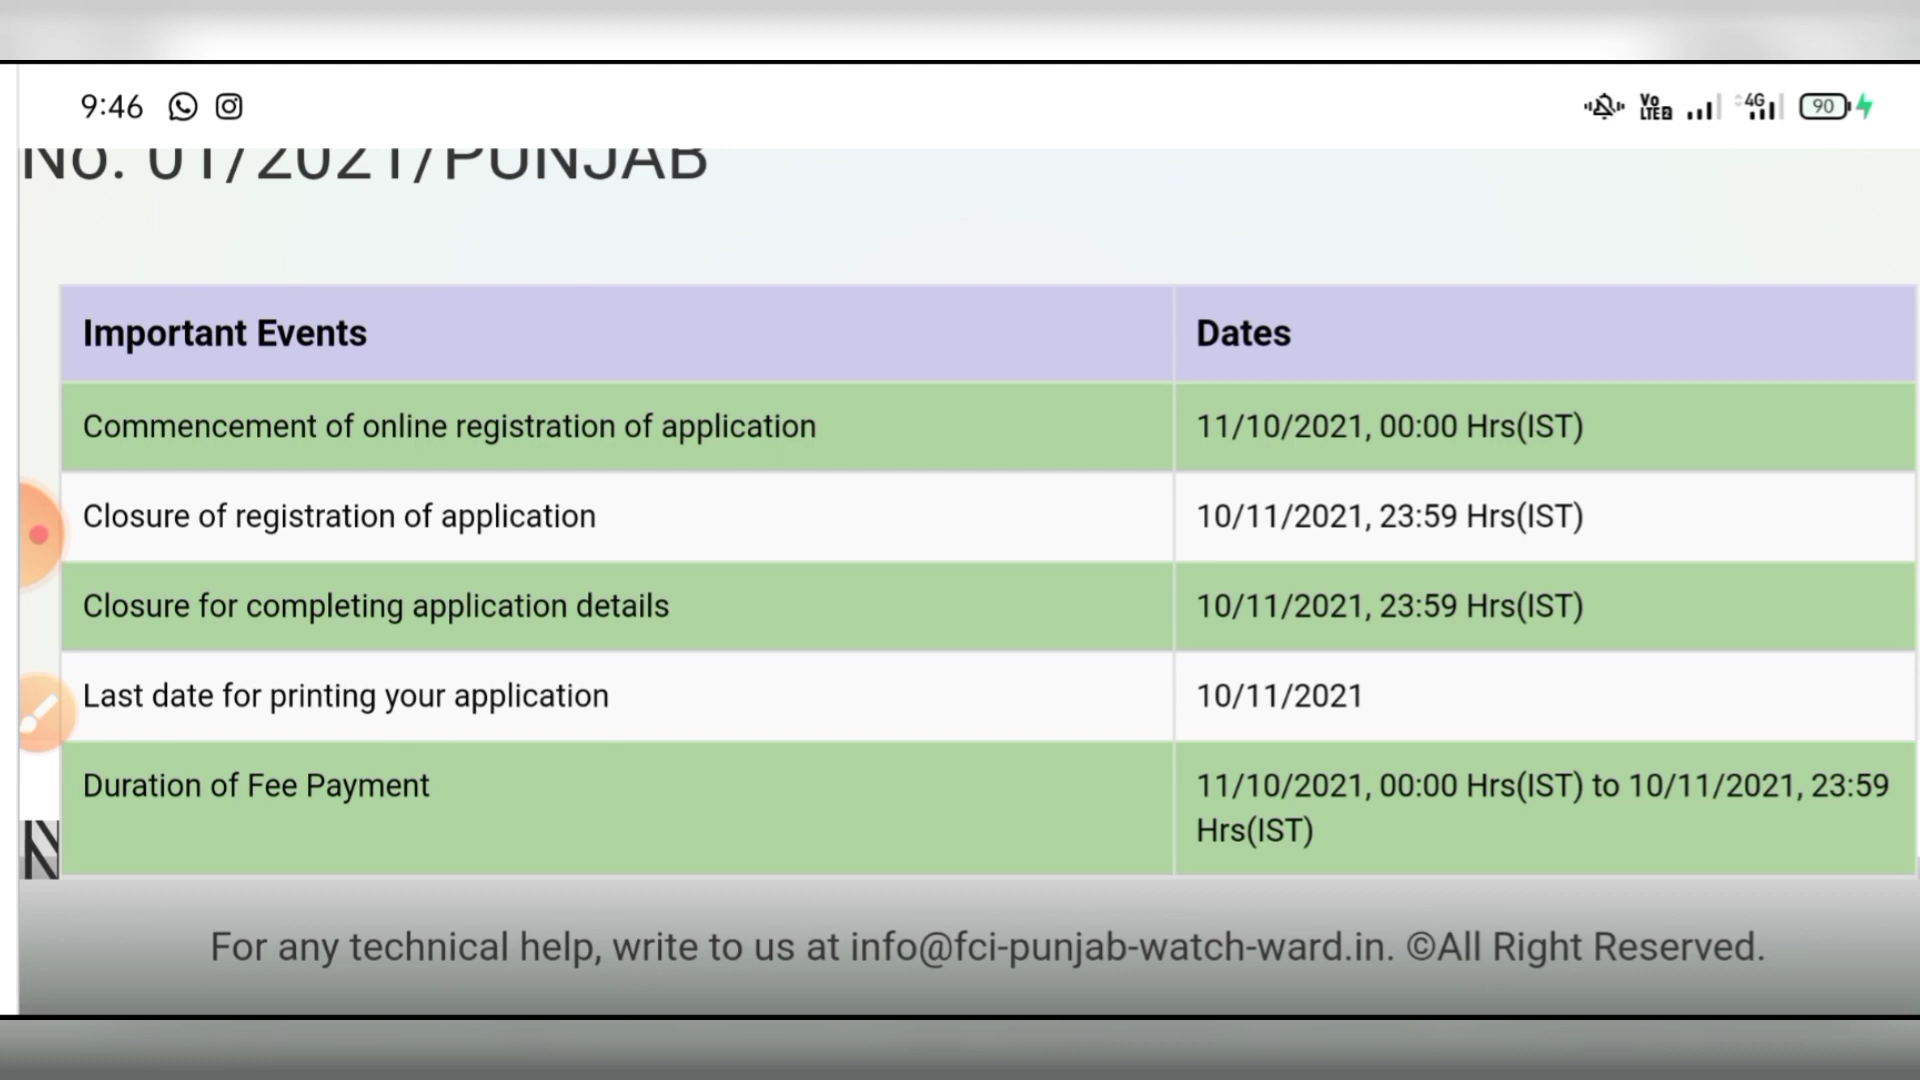 9:46
Vo
LTE2
4G
90
No. 01/2021/PUNJAB
Important Events
Dates
Commencement of online registration of application
11/10/2021, 00:00 Hrs(IST)
Closure of registration of application
10/11/2021, 23:59 Hrs(IST)
Closure for completing application details
10/11/2021, 23:59 Hrs(IST)
Last date for printing your application
10/11/2021
Duration of Fee Payment
11/10/2021, 00:00 Hrs(IST) to 10/11/2021, 23:59
Hrs(IST)
N
For any technical help, write to us at info@fci-punjab-watch-ward.in. ©All Right Reserved.